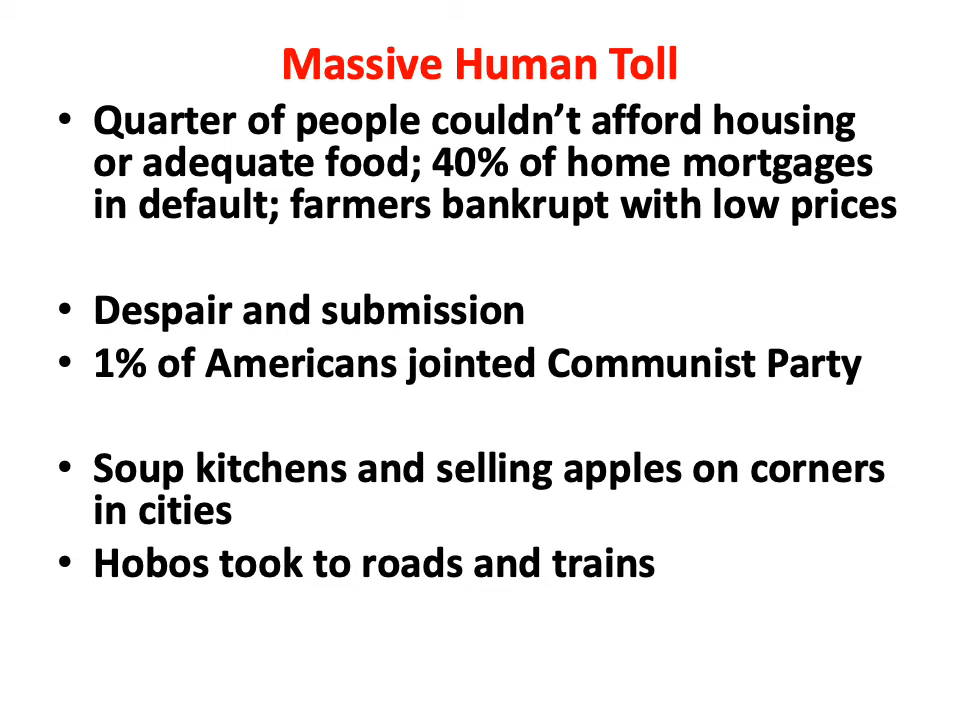 Massive Human Toll
• Quarter of people couldn’t afford housing
or adequate food; 40% of home mortgages
in default; farmers bankrupt with low prices
• Despair and submission
• 1% of Americans jointed Communist Party
• Soup kitchens and selling apples on corners
in cities
• Hobos took to roads and trains